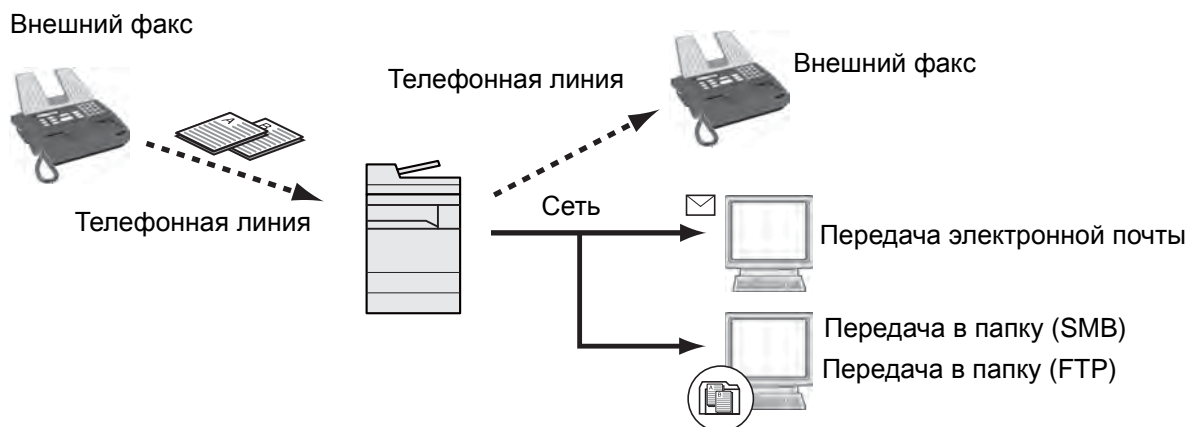 Внешний факс
Телефонная линия
Внешний факс
A
B
Телефонная линия
Сеть
Передача электронной почты
Передача в папку (SMB)
Передача в папку (FTP)
A
B